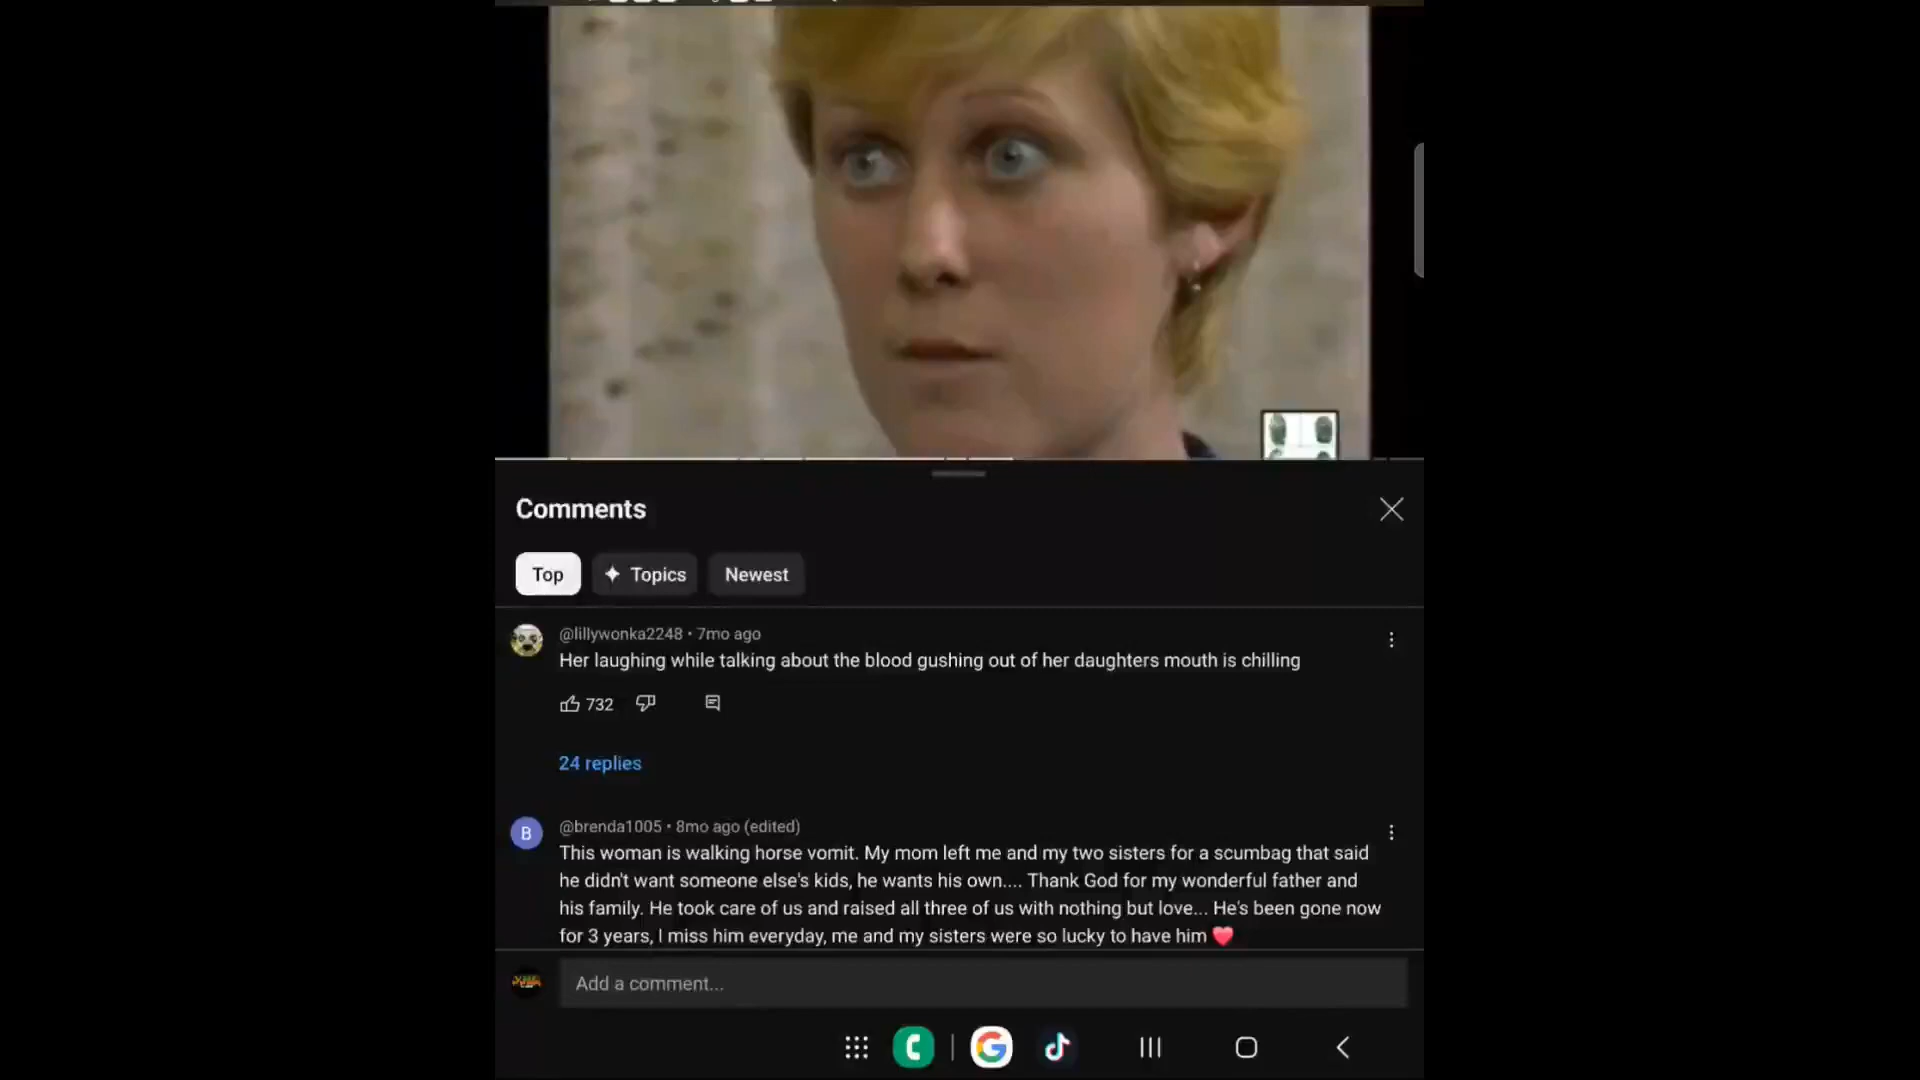 Comments
Top
Topics
Newest
@lillywonka2248 • 7mo ago
Her laughing while talking about the blood gushing out of her daughters mouth is chilling
732
24 replies
B
@brenda1005 • 8mo ago (edited)
This woman is walking horse vomit. My mom left me and my two sisters for a scumbag that said
he didn't want someone else's kids, he wants his own.... Thank God for my wonderful father and
his family. He took care of us and raised all three of us with nothing but love... He's been gone now
for 3 years, I miss him everyday, me and my sisters were so lucky to have him ❤️
Add a comment...